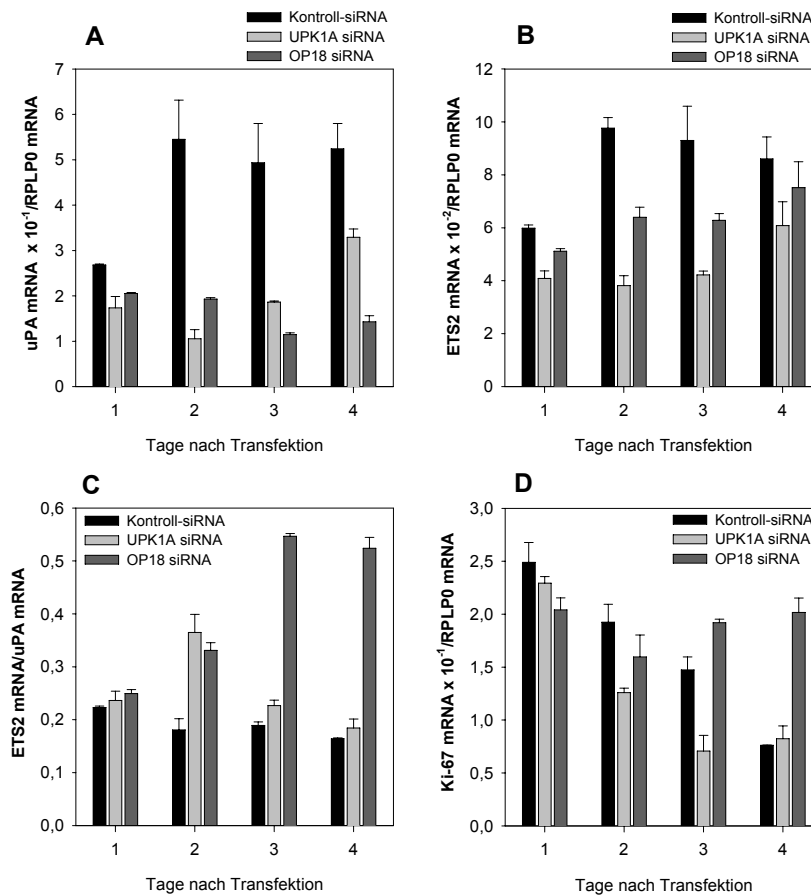 A
Kontroll-siRNA
UPK1A siRNA
OP18 siRNA
uPA mRNA x 10-1/RPLP0 mRNA
7
6
5
4
3
2
1
0
1 2 3 4
Tage nach Transfektion
B
Kontroll-siRNA
UPK1A siRNA
OP18 siRNA
ETS2 mRNA x 10-2/RPLP0 mRNA
12
10
8
6
4
2
0
1 2 3 4
Tage nach Transfektion
C
Kontroll-siRNA
UPK1A siRNA
OP18 siRNA
ETS2 mRNA/uPA mRNA
0,6
0,5
0,4
0,3
0,2
0,1
0,0
1 2 3 4
Tage nach Transfektion
D
Kontroll-siRNA
UPK1A siRNA
OP18 siRNA
Ki-67 mRNA x 10-1/RPLP0 mRNA
3,0
2,5
2,0
1,5
1,0
0,5
0,0
1 2 3 4
Tage nach Transfektion